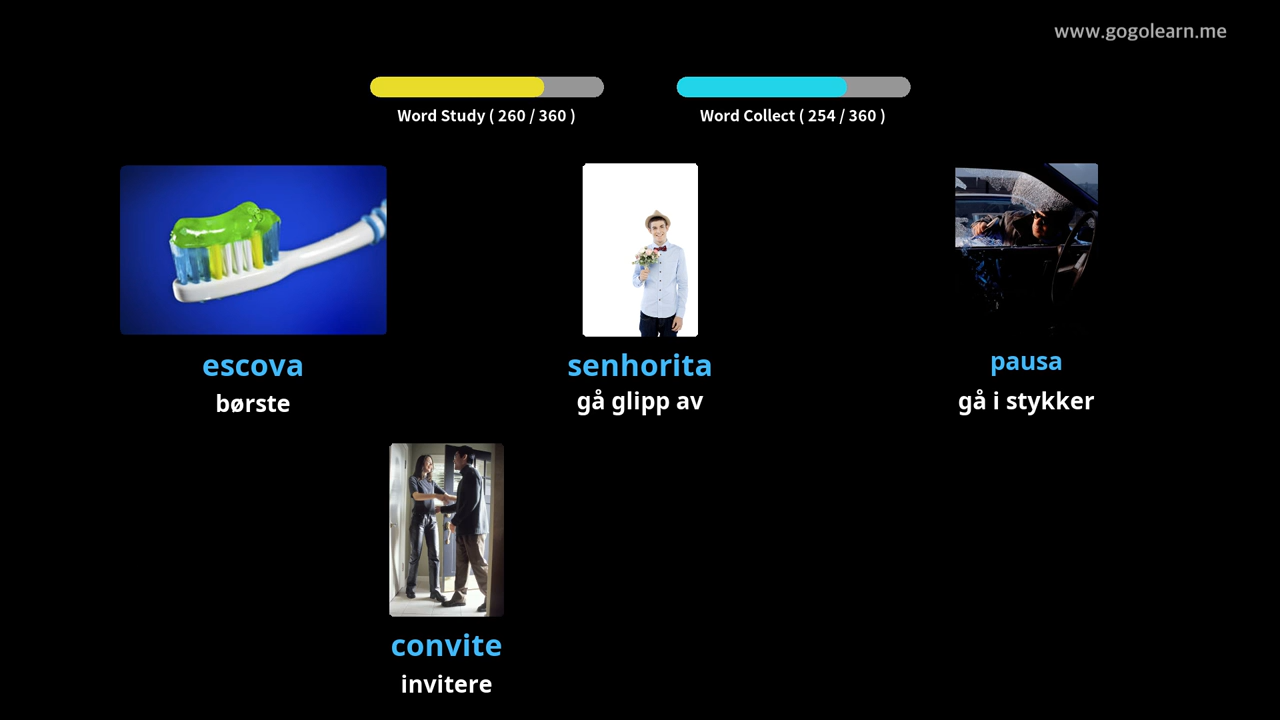 www.gogolearn.me
Word Study ( 260 / 360 )
Word Collect ( 254 / 360 )
escova
børste
senhorita
gå glipp av
pausa
gå i stykker
convite
invitere